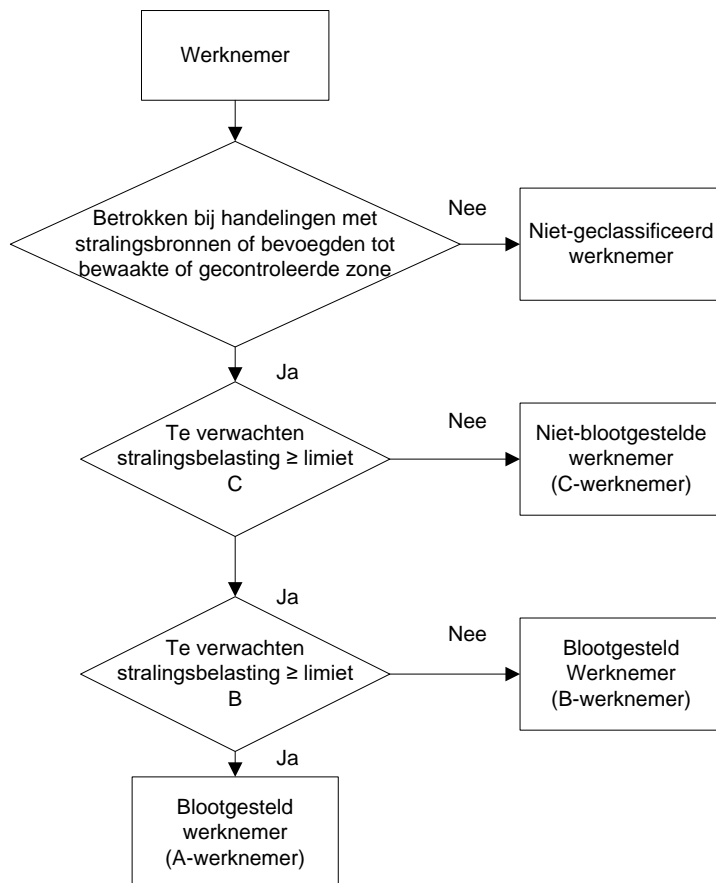 Werknemer
Betrokken bij handelingen met
stralingsbronnen of bevoegden tot
bewaakte of gecontroleerde zone
Nee
Niet-geclassificeerd
werknemer
Ja
Te verwachten
stralingsbelasting ≥ limiet
C
Nee
Niet-blootgestelde
werknemer
(C-werknemer)
Ja
Te verwachten
stralingsbelasting ≥ limiet
B
Nee
Blootgesteld
Werknemer
(B-werknemer)
Ja
Blootgesteld
werknemer
(A-werknemer)